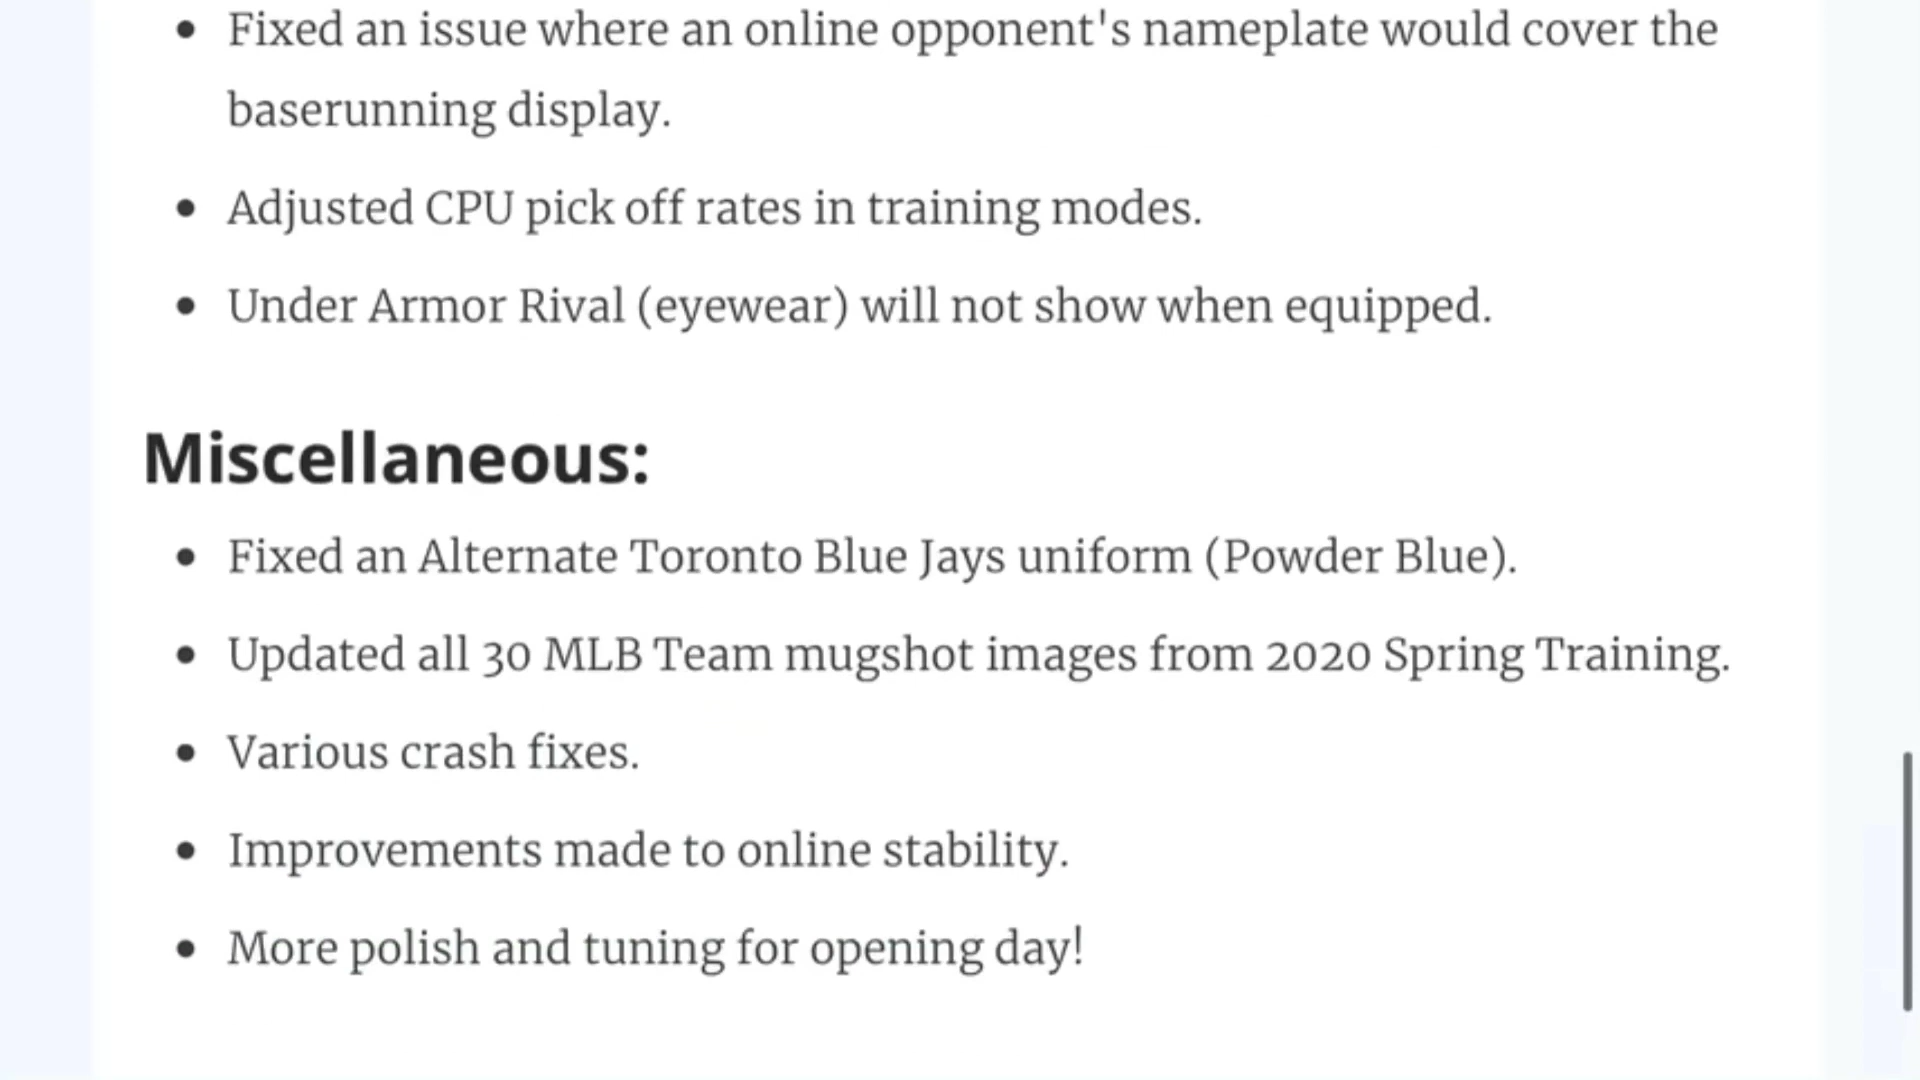 Fixed an issue where an online opponent's nameplate would cover the
baserunning display.
Adjusted CPU pick off rates in training modes.
Under Armor Rival (eyewear) will not show when equipped.
Miscellaneous:
Fixed an Alternate Toronto Blue Jays uniform (Powder Blue).
Updated all 30 MLB Team mugshot images from 2020 Spring Training.
Various crash fixes.
Improvements made to online stability.
More polish and tuning for opening day!